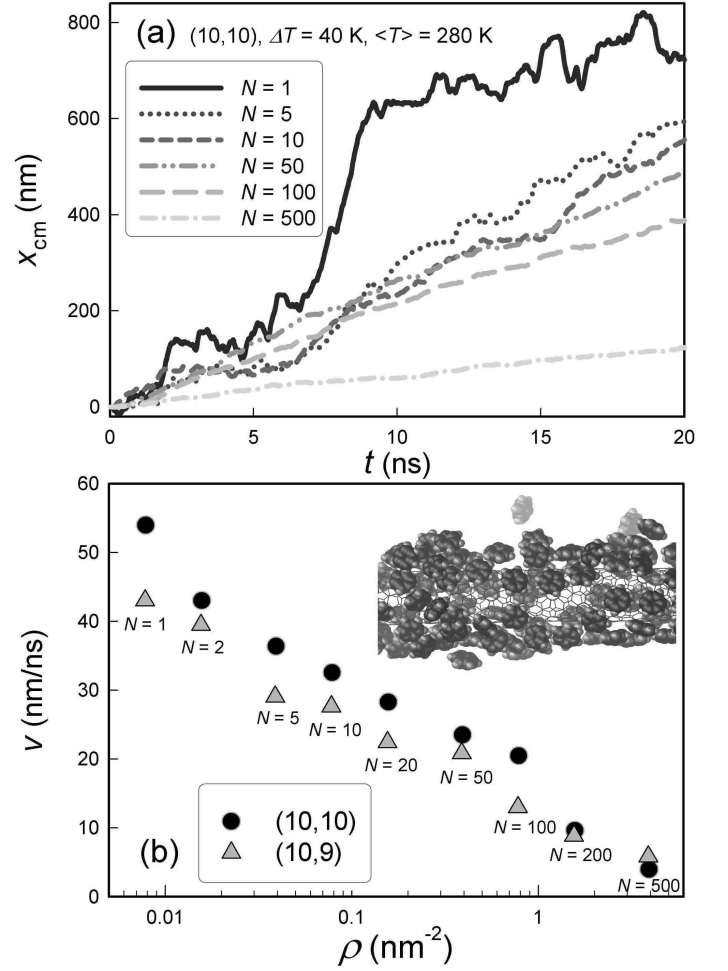 (a) (10,10), ΔT = 40 K, <T> = 280 K
N = 1
N = 5
N = 10
N = 50
N = 100
N = 500
800
600
400
200
0
x_cm (nm)
0 5 10 15 20
t (ns)
60
50
40
30
20
10
0
v (nm/ns)
N = 1
N = 2
N = 5
N = 10
N = 20
N = 50
N = 100
N = 200
N = 500
(10,10)
(10,9)
(b)
0.01 0.1 1
ρ (nm⁻²)